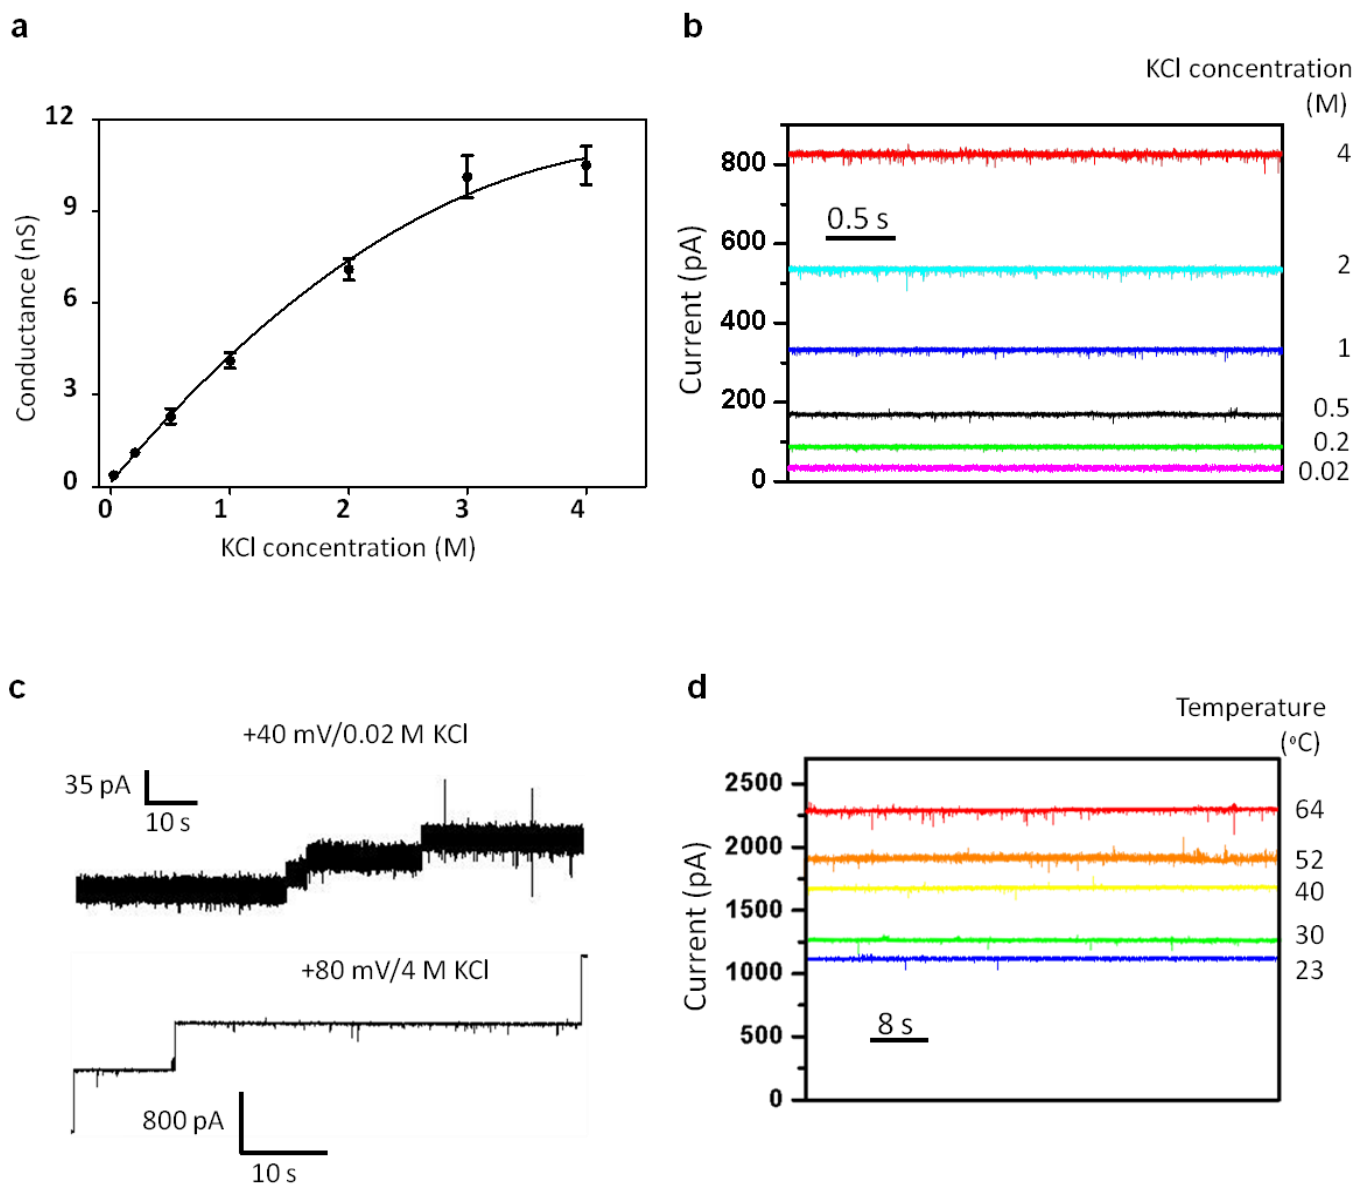 a
12
9
6
3
0
Conductance (nS)
0 1 2 3 4
KCl concentration (M)
b
KCl concentration
(M)
800
600
400
200
0
Current (pA)
0.5 s
4
2
1
0.5
0.2
0.02
c
+40 mV/0.02 M KCl
35 pA
10 s
+80 mV/4 M KCl
800 pA
10 s
d
Temperature
(°C)
2500
2000
1500
1000
500
0
Current (pA)
8 s
64
52
40
30
23